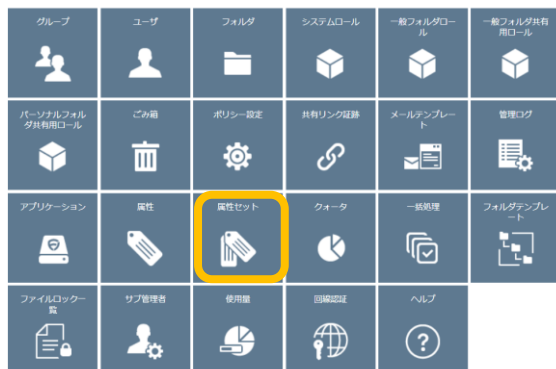 グループ
ユーザ
フォルダ
システムロール
一般フォルダロー
ル
一般フォルダ共有
用ロール
パーソナルフォル
ダ共有用ロール
ごみ箱
ポリシー設定
共有リンク証跡
メールテンプレー
ト
管理ログ
アプリケーション
属性
属性セット
クォータ
一括処理
フォルダテンプレ
ート
ファイルロック一
覧
サブ管理者
使用量
回線認証
ヘルプ